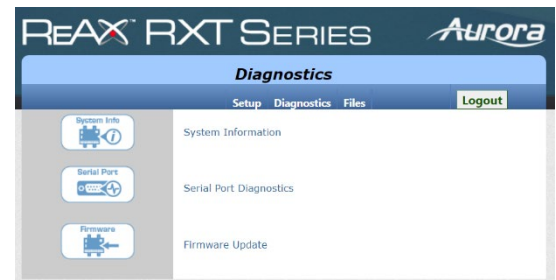 ReAX™ RXT Series Aurora
Diagnostics
Setup Diagnostics Files Logout
System Info
System Information
Serial Port
Serial Port Diagnostics
Firmware
Firmware Update